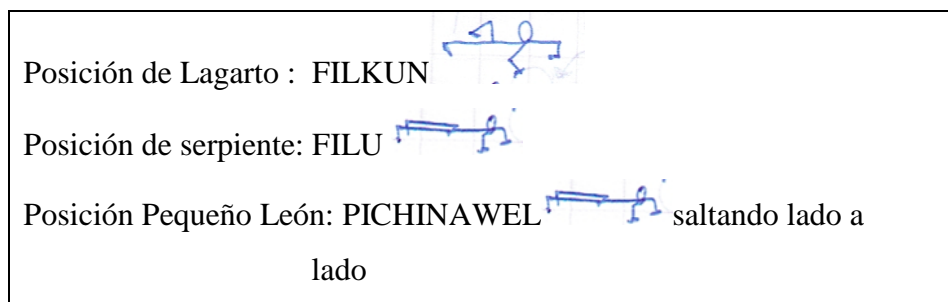 Posición de Lagarto : FILKUN
Posición de serpiente: FILU
Posición Pequeño León: PICHINAWEL saltando lado a
lado